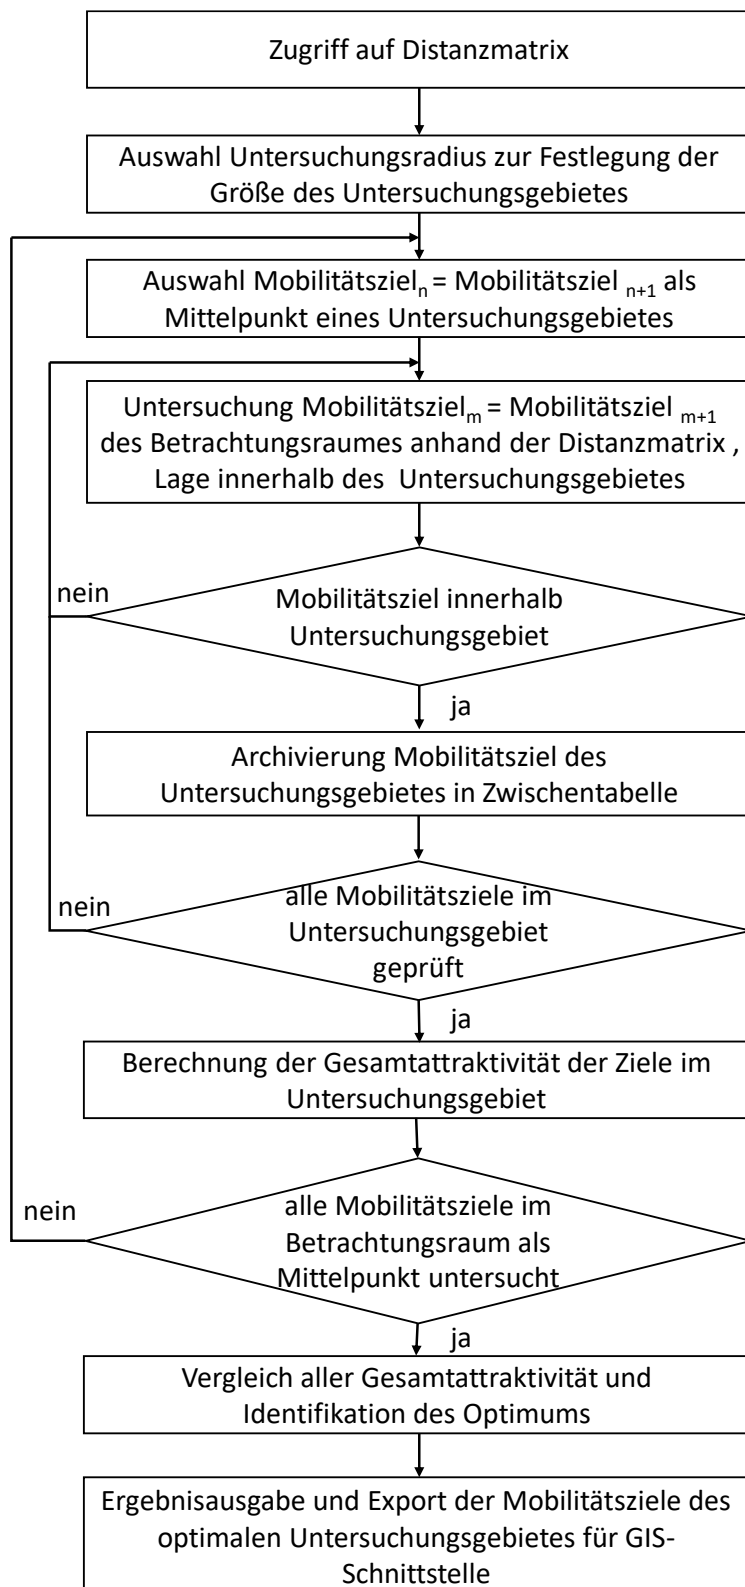 Zugriff auf Distanzmatrix
Auswahl Untersuchungsradius zur Festlegung der
Größe des Untersuchungsgebietes
Auswahl Mobilitätsziel n = Mobilitätsziel n+1 als
Mittelpunkt eines Untersuchungsgebietes
Untersuchung Mobilitätsziel m = Mobilitätsziel m+1
des Betrachtungsraumes anhand der Distanzmatrix ,
Lage innerhalb des Untersuchungsgebietes
nein
Mobilitätsziel innerhalb
Untersuchungsgebiet
ja
Archivierung Mobilitätsziel des
Untersuchungsgebietes in Zwischentabelle
nein
alle Mobilitätsziele im
Untersuchungsgebiet
geprüft
ja
Berechnung der Gesamtattraktivität der Ziele im
Untersuchungsgebiet
nein
alle Mobilitätsziele im
Betrachtungsraum als
Mittelpunkt untersucht
ja
Vergleich aller Gesamtattraktivität und
Identifikation des Optimums
Ergebnisausgabe und Export der Mobilitätsziele des
optimalen Untersuchungsgebietes für GIS-
Schnittstelle